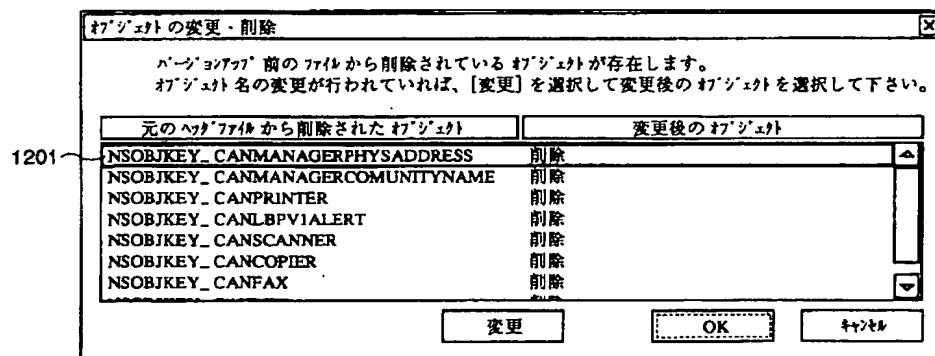 ｵﾌﾞｼﾞｪｸﾄの変更・削除
ﾊﾞｰｼﾞｮﾝｱｯﾌﾟ前のﾌｧｲﾙから削除されているｵﾌﾞｼﾞｪｸﾄが存在します。
ｵﾌﾞｼﾞｪｸﾄ名の変更が行われていれば、[変更]を選択して変更後のｵﾌﾞｼﾞｪｸﾄを選択して下さい。
元のﾍｯﾀﾞﾌｧｲﾙから削除されたｵﾌﾞｼﾞｪｸﾄ 変更後のｵﾌﾞｼﾞｪｸﾄ
1201
NSOBJKEY_CANMANAGERPHYSADDRESS 削除
NSOBJKEY_CANMANAGERCOMUNITYNAME 削除
NSOBJKEY_CANPRINTER 削除
NSOBJKEY_CANLBPV1ALERT 削除
NSOBJKEY_CANSCANNER 削除
NSOBJKEY_CANCOPIER 削除
NSOBJKEY_CANFAX 削除
変更 OK ｷｬﾝｾﾙ